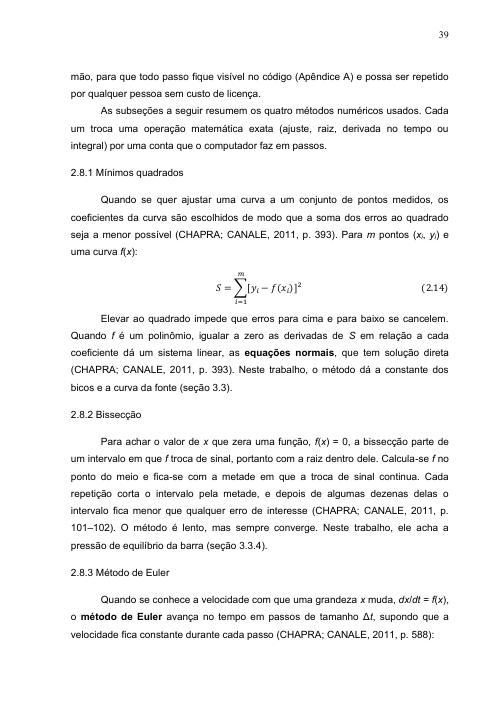 39
mão, para que todo passo fique visível no código (Apêndice A) e possa ser repetido
por qualquer pessoa sem custo de licença.
As subseções a seguir resumem os quatro métodos numéricos usados. Cada
um troca uma operação matemática exata (ajuste, raiz, derivada no tempo ou
integral) por uma conta que o computador faz em passos.
2.8.1 Mínimos quadrados
Quando se quer ajustar uma curva a um conjunto de pontos medidos, os
coeficientes da curva são escolhidos de modo que a soma dos erros ao quadrado
seja a menor possível (CHAPRA; CANALE, 2011, p. 393). Para m pontos (xᵢ, yᵢ) e
uma curva f(x):
S = ∑_{i=1}^{m} [yᵢ − f(xᵢ)]² (2.14)
Elevar ao quadrado impede que erros para cima e para baixo se cancelem.
Quando f é um polinômio, igualar a zero as derivadas de S em relação a cada
coeficiente dá um sistema linear, as equações normais, que tem solução direta
(CHAPRA; CANALE, 2011, p. 393). Neste trabalho, o método dá a constante dos
bicos e a curva da fonte (seção 3.3).
2.8.2 Bissecção
Para achar o valor de x que zera uma função, f(x) = 0, a bissecção parte de
um intervalo em que f troca de sinal, portanto com a raiz dentro dele. Calcula-se f no
ponto do meio e fica-se com a metade em que a troca de sinal continua. Cada
repetição corta o intervalo pela metade, e depois de algumas dezenas delas o
intervalo fica menor que qualquer erro de interesse (CHAPRA; CANALE, 2011, p.
101–102). O método é lento, mas sempre converge. Neste trabalho, ele acha a
pressão de equilíbrio da barra (seção 3.3.4).
2.8.3 Método de Euler
Quando se conhece a velocidade com que uma grandeza x muda, dx/dt = f(x),
o método de Euler avança no tempo em passos de tamanho Δt, supondo que a
velocidade fica constante durante cada passo (CHAPRA; CANALE, 2011, p. 588):